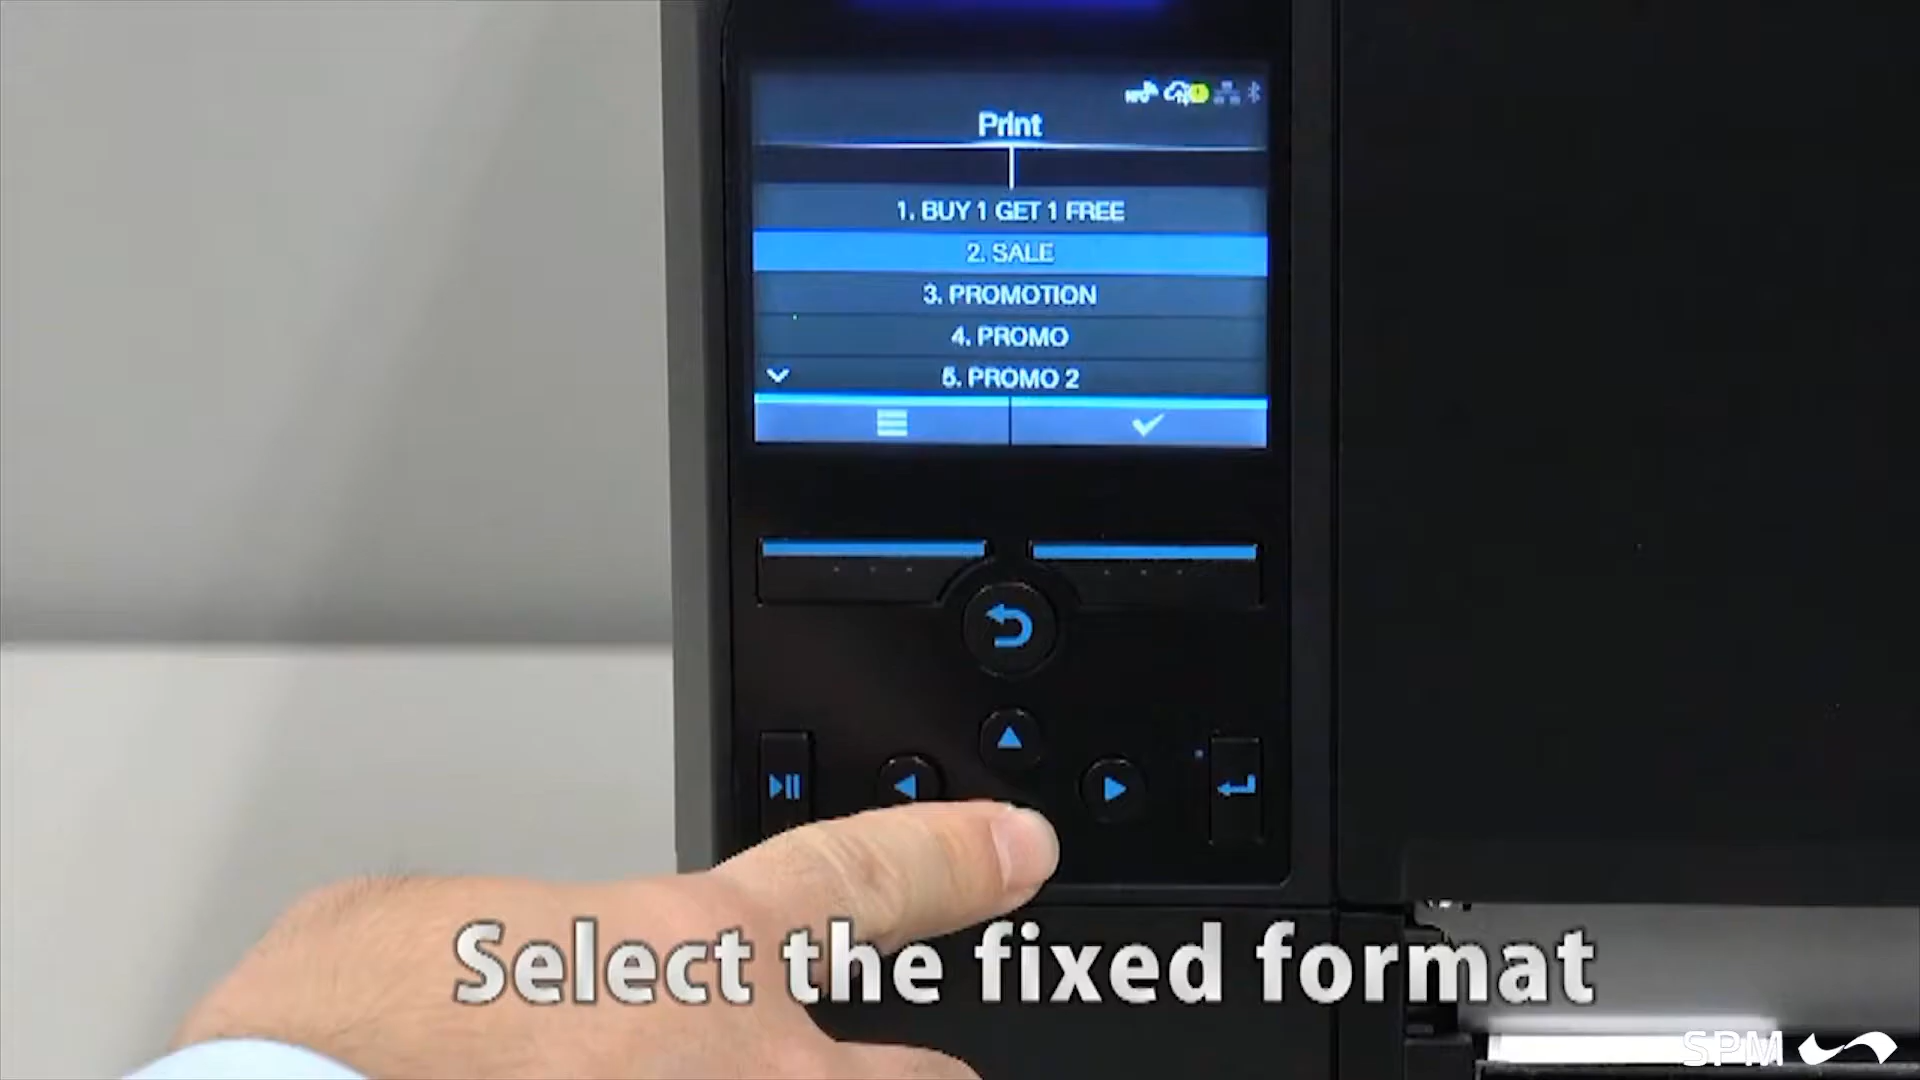 Print
1. BUY 1 GET 1 FREE
2. SALE
3. PROMOTION
4. PROMO
5. PROMO 2
Select the fixed format
SPM